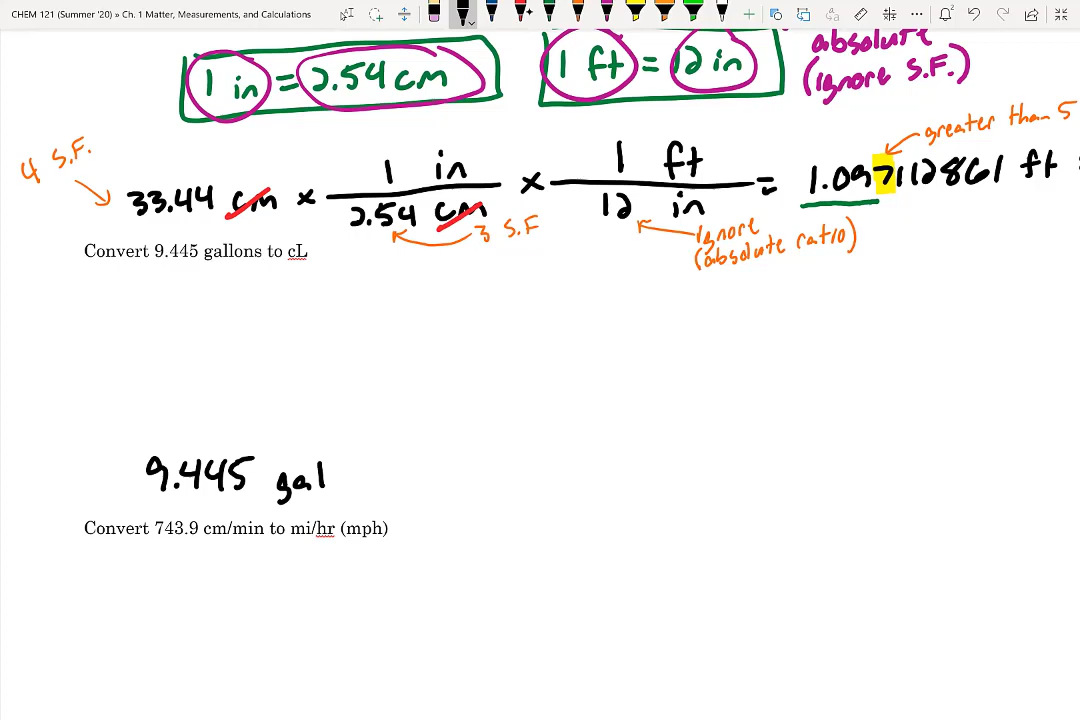 CHEM 121 (Summer '20) » Ch. 1 Matter, Measurements, and Calculations
1 in = 2.54 cm
1 ft = 12 in
absolute
(ignore S.F.)
greater than 5
4 S.F.
33.44 cm × 1 in / 2.54 cm × 1 ft / 12 in = 1.097112861 ft =
3 S.F
ignore
(absolute ratio)
Convert 9.445 gallons to cL
9.445 gal
Convert 743.9 cm/min to mi/hr (mph)